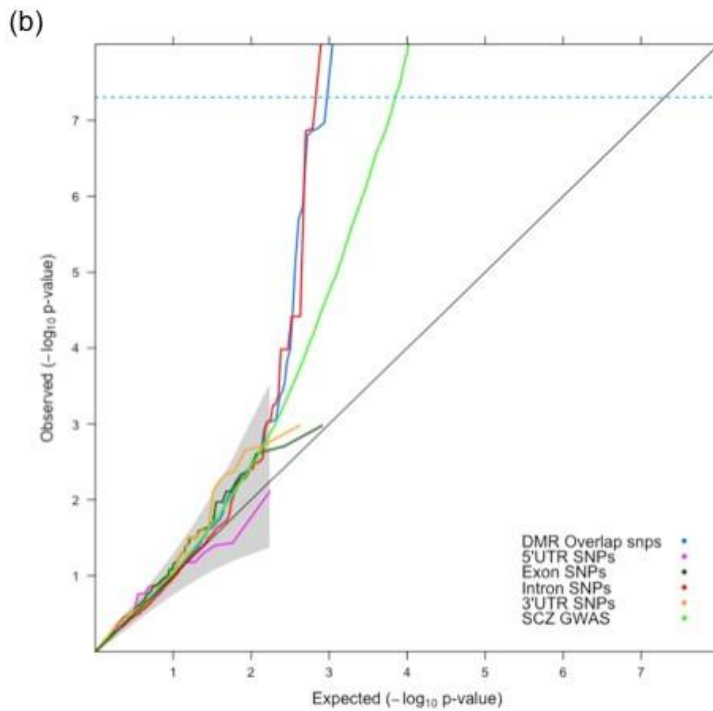 (b)
7
6
5
4
3
2
1
Observed (−log10 p-value)
DMR Overlap snps
5'UTR SNPs
Exon SNPs
Intron SNPs
3'UTR SNPs
SCZ GWAS
1 2 3 4 5 6 7
Expected (−log10 p-value)